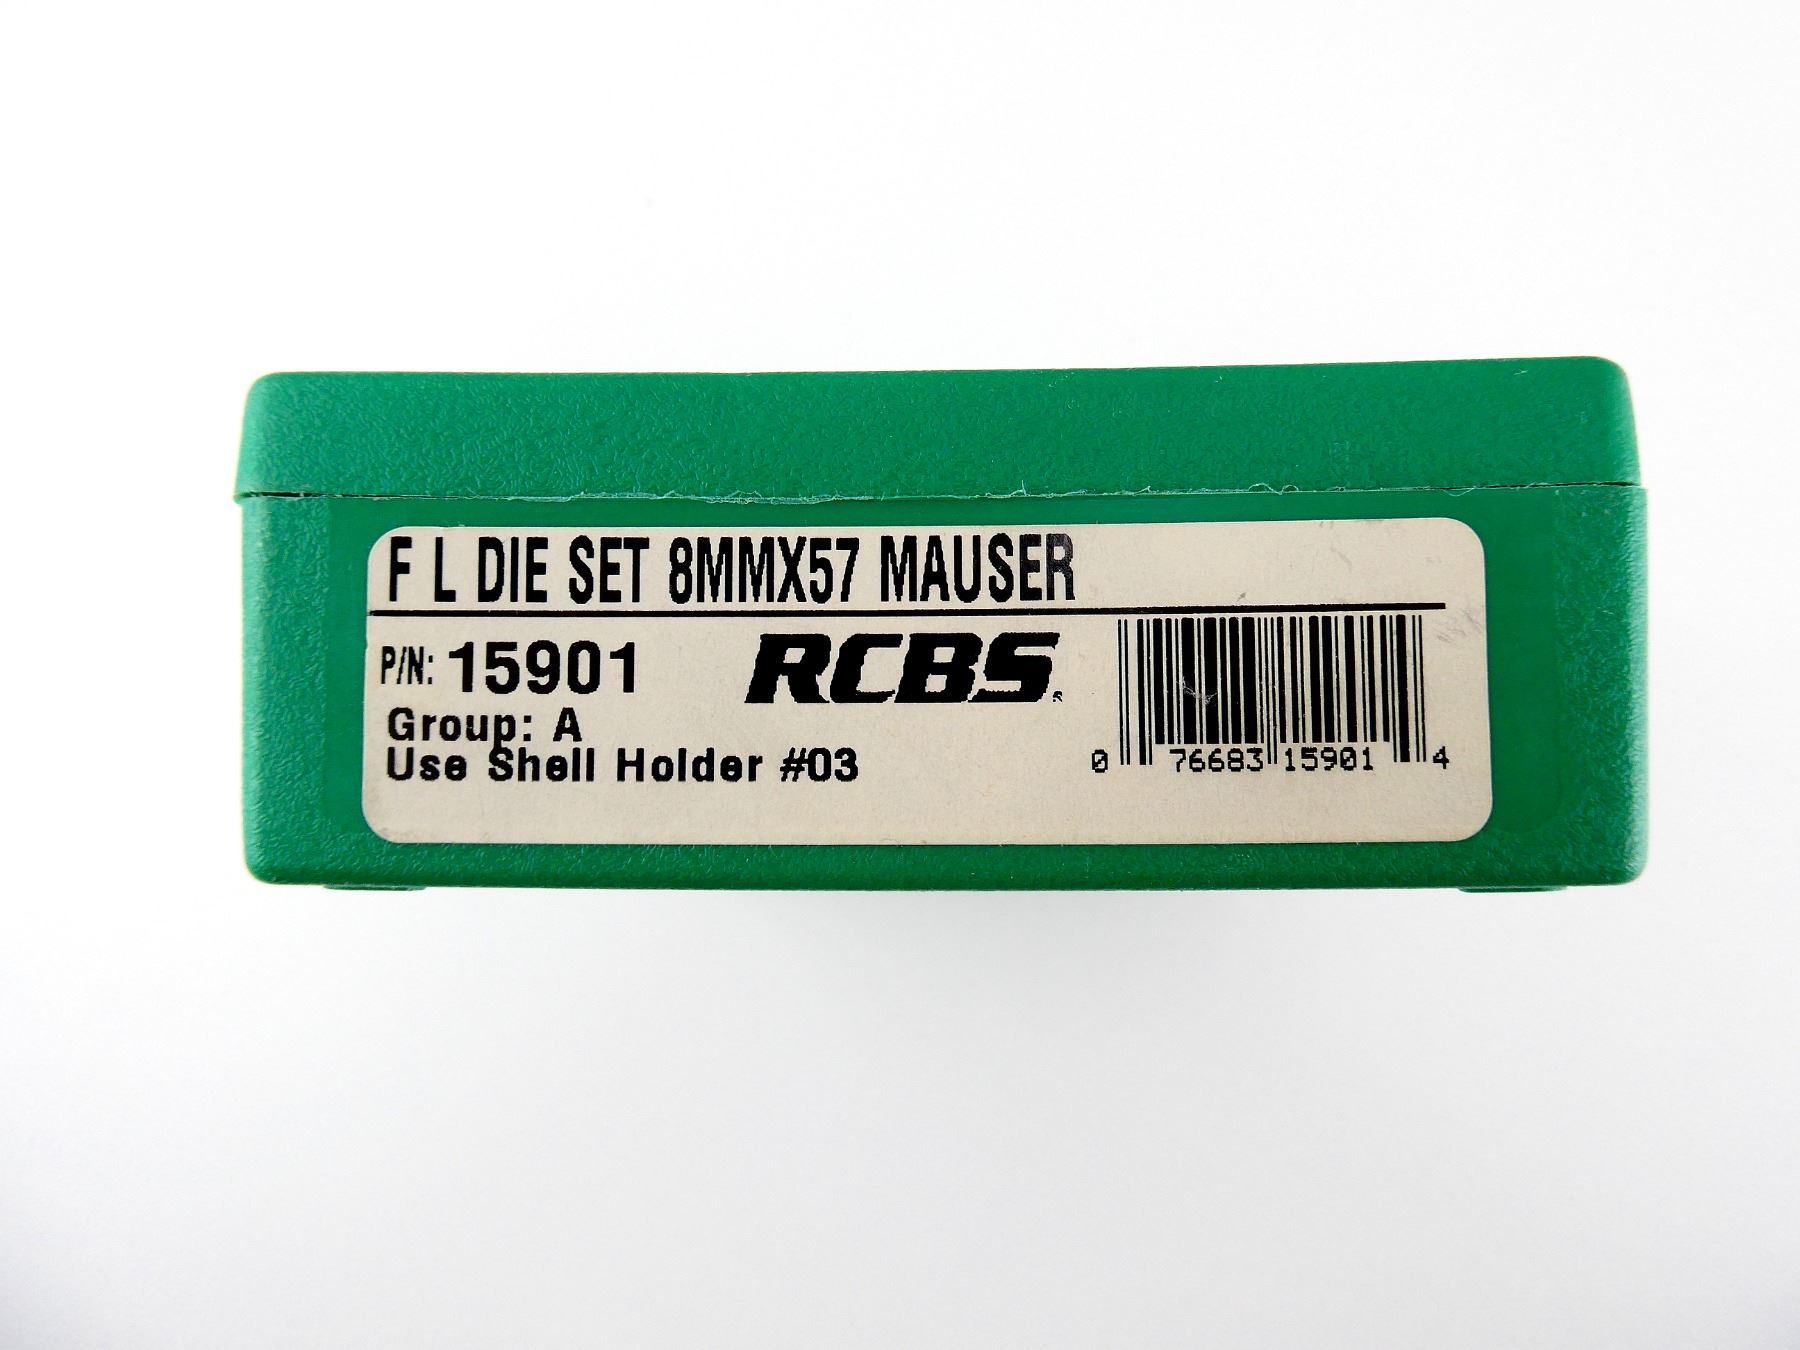 F L DIE SET 8MMX57 MAUSER
P/N: 15901
RCBS®
Group: A
Use Shell Holder #03
0 76683 15901 4